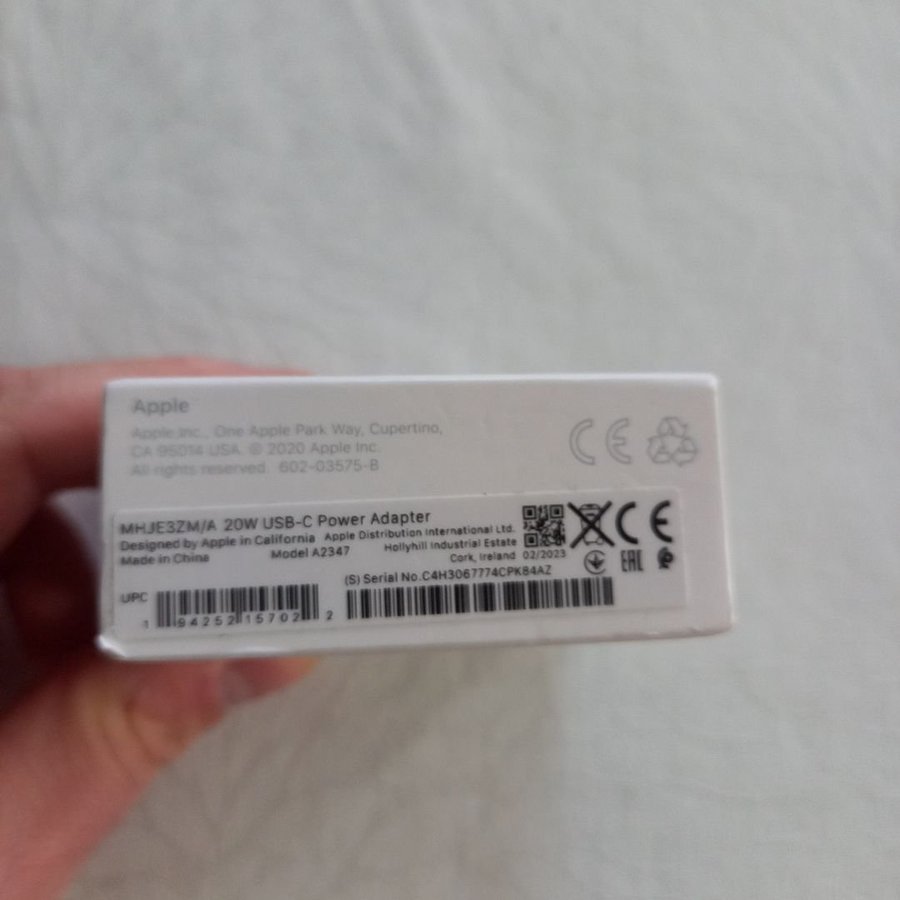 Apple
Apple Inc., One Apple Park Way, Cupertino,
CA 95014 USA. © 2020 Apple Inc.
All rights reserved. 602-03575-B
MHJE3ZM/A 20W USB-C Power Adapter
Designed by Apple in California Apple Distribution International Ltd.
Made in China Model A2347 Hollyhill Industrial Estate
Cork, Ireland 02/2023
CE
CE
EAC
(S) Serial No.C4H3067774CPK84AZ
UPC
1 94252 15702 2